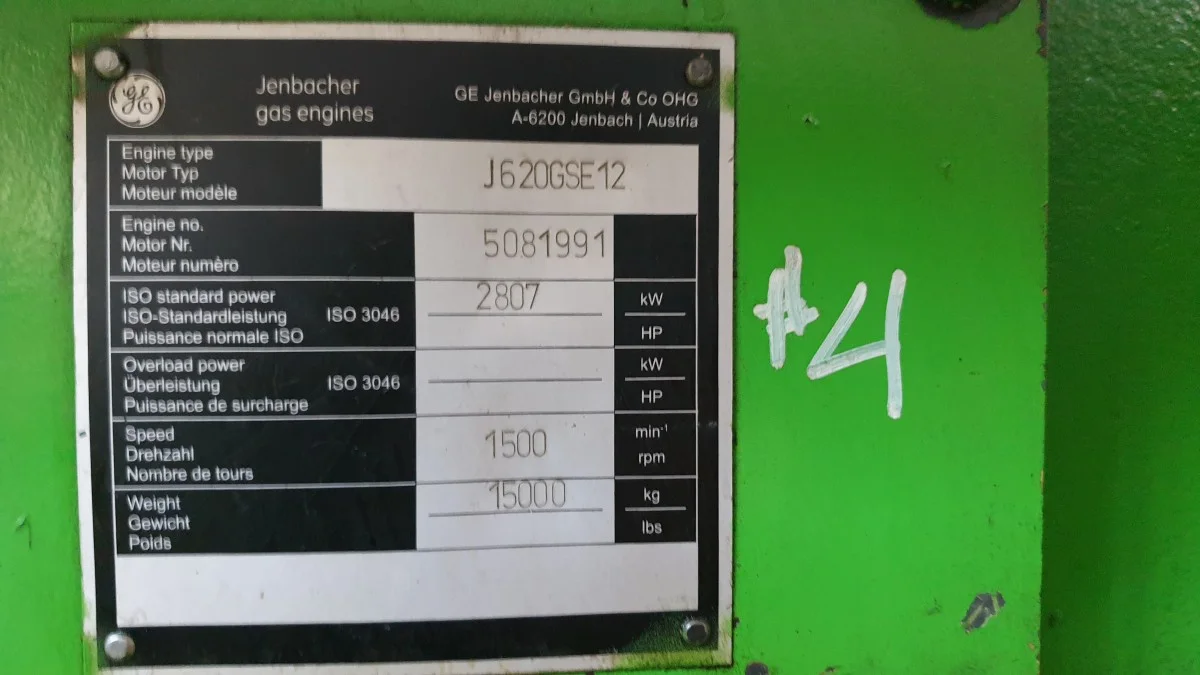 GE
Jenbacher
gas engines
GE Jenbacher GmbH & Co OHG
A-6200 Jenbach | Austria
Engine type
Motor Typ
Moteur modèle
J620GSE12
Engine no.
Motor Nr.
Moteur numéro
5081991
ISO standard power
ISO-Standardleistung ISO 3046
Puissance normale ISO
2807
kW
HP
Overload power
Überleistung ISO 3046
Puissance de surcharge
kW
HP
Speed
Drehzahl
Nombre de tours
1500
min⁻¹
rpm
Weight
Gewicht
Poids
15000
kg
lbs
#4